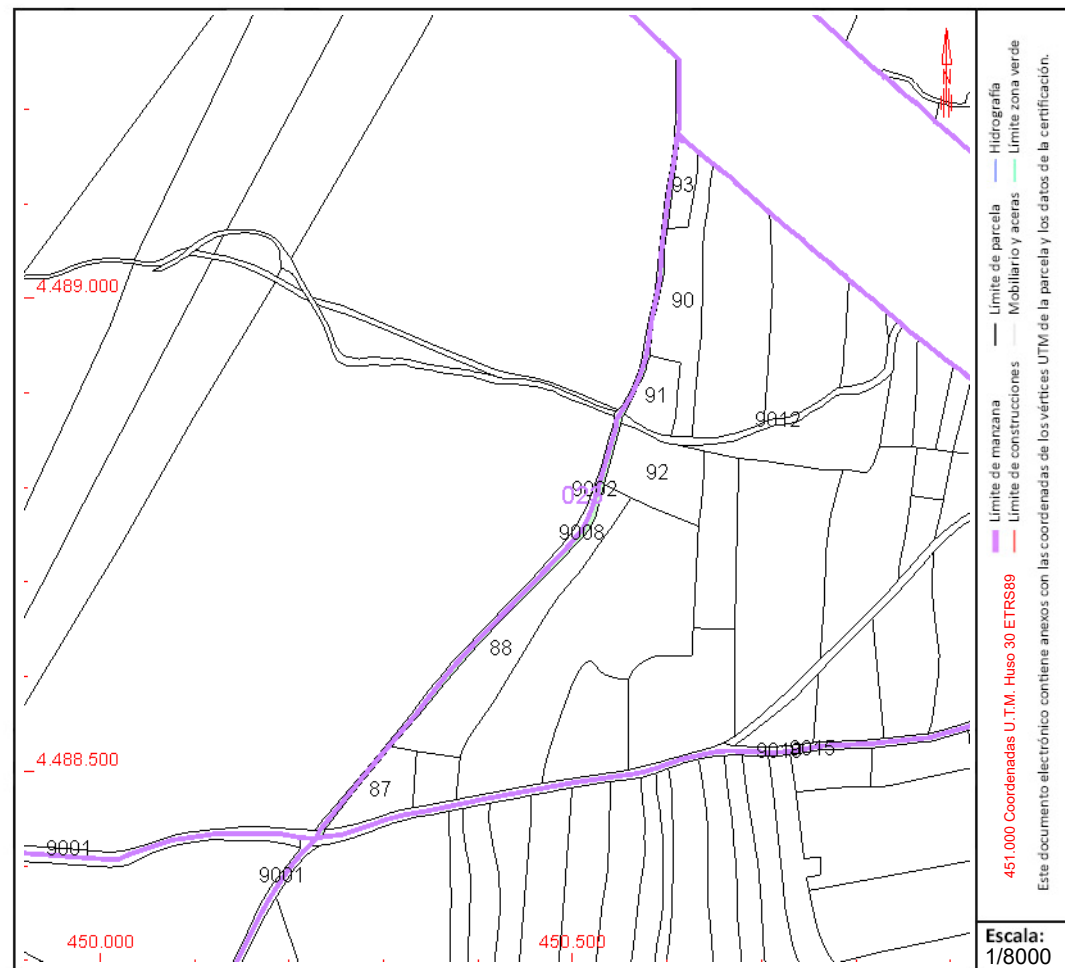 N
93
4.489.000
90
91
9012
92
9002
9008
88
4.488.500
9015
87
9001
9001
450.000
450.500
Límite de manzana
Límite de parcela
Hidrografía
Límite de construcciones
Mobiliario y aceras
Límite zona verde
451.000 Coordenadas U.T.M. Huso 30 ETRS89
Este documento electrónico contiene anexos con las coordenadas de los vértices UTM de la parcela y los datos de la certificación.
Escala:
1/8000